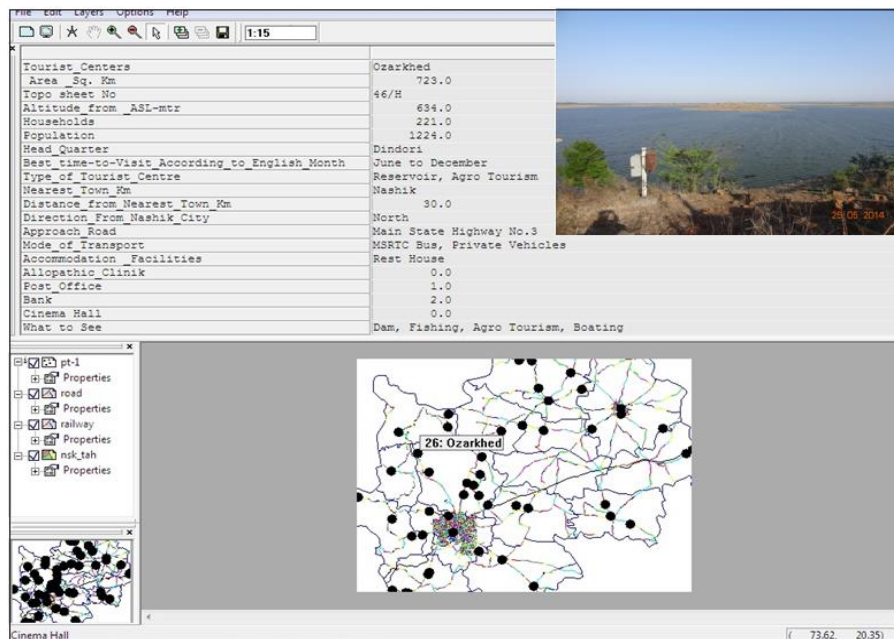 File Edit Layers Options Help
1:15
Tourist_Centers Ozarkhed
Area _Sq. Km 723.0
Topo sheet No 46/H
Altitude_from _ASL-mtr 634.0
Households 221.0
Population 1224.0
Head_Quarter Dindori
Best_time-to-Visit_According_to_English_Month June to December
Type_of_Tourist_Centre Reservoir, Agro Tourism
Nearest_Town_Km Nashik
Distance_from_Nearest_Town_Km 30.0
Direction_From_Nashik_City North
Approach_Road Main State Highway No.3
Mode_of_Transport MSRTC Bus, Private Vehicles
Accommodation _Facilities Rest House
Allopathic_Clinik 0.0
Post_Office 1.0
Bank 2.0
Cinema Hall 0.0
What to See Dam, Fishing, Agro Tourism, Boating
25 05 2014
pt-1
Properties
road
Properties
railway
Properties
nsk_tah
Properties
26: Ozarkhed
Cinema Hall
( 73.62, 20.35)